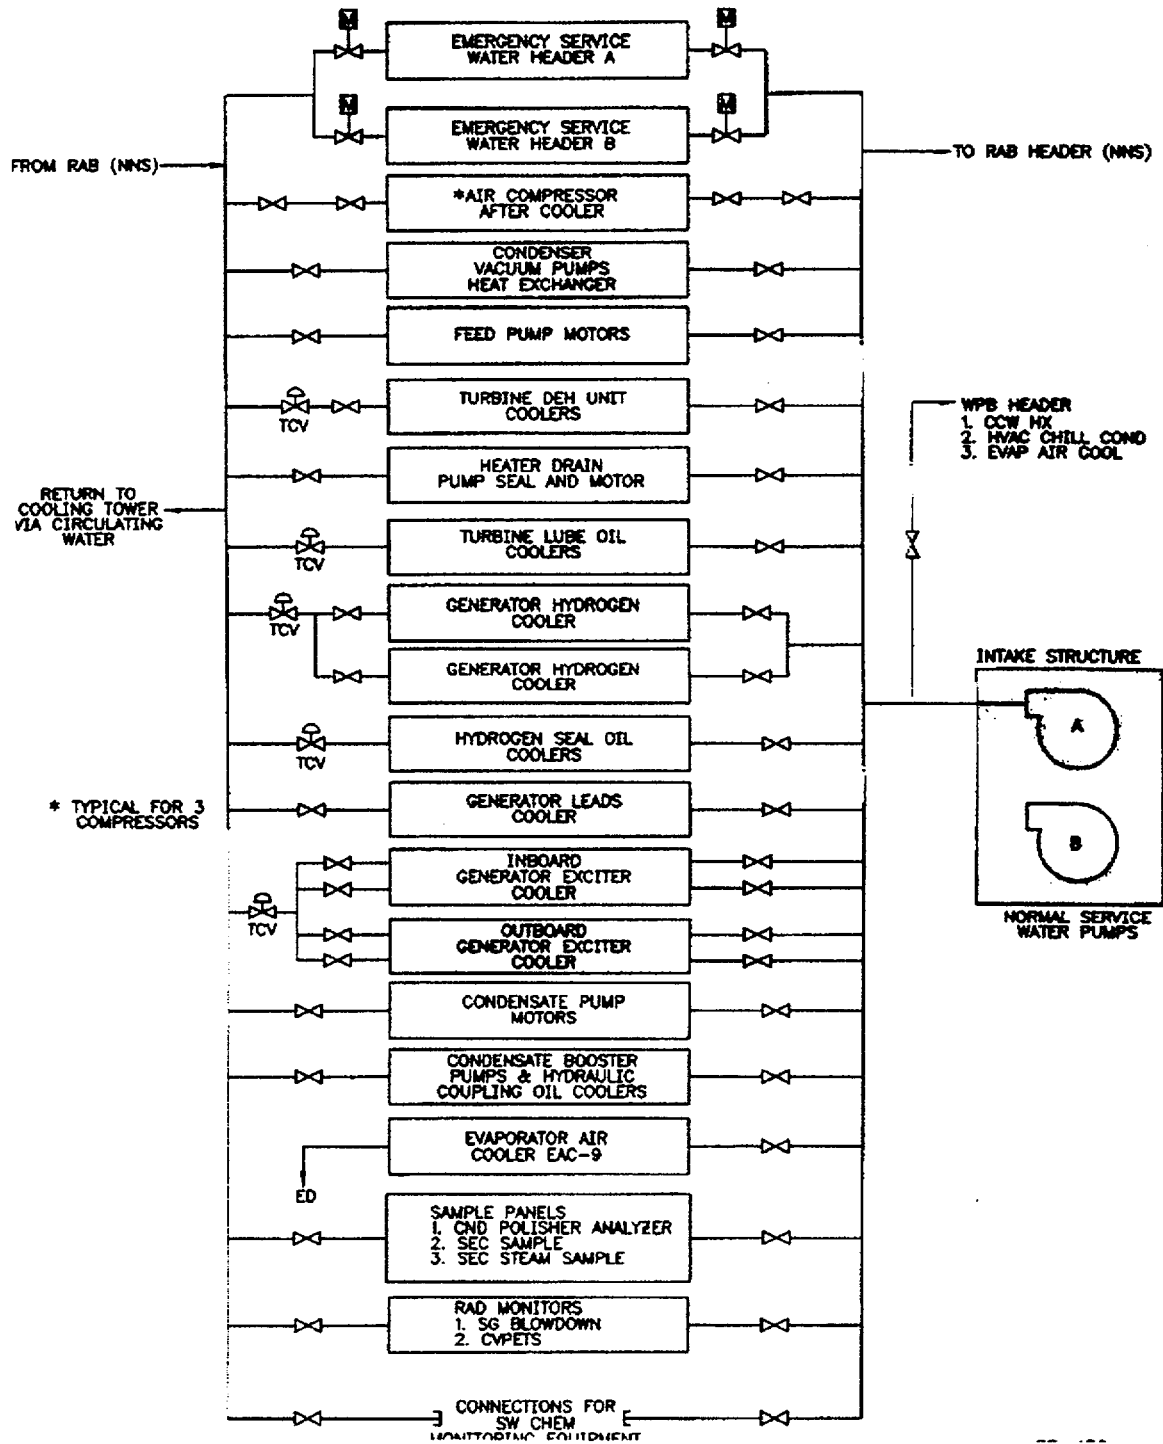 M
M
EMERGENCY SERVICE
WATER HEADER A
M
M
EMERGENCY SERVICE
WATER HEADER B
FROM RAB (NNS)
TO RAB HEADER (NNS)
*AIR COMPRESSOR
AFTER COOLER
CONDENSER
VACUUM PUMPS
HEAT EXCHANGER
FEED PUMP MOTORS
TURBINE DEH UNIT
COOLERS
TCV
WPB HEADER
1. CCW HX
2. HVAC CHILL COND
3. EVAP AIR COOL
HEATER DRAIN
PUMP SEAL AND MOTOR
RETURN TO
COOLING TOWER
VIA CIRCULATING
WATER
TURBINE LUBE OIL
COOLERS
TCV
GENERATOR HYDROGEN
COOLER
TCV
GENERATOR HYDROGEN
COOLER
INTAKE STRUCTURE
A
B
NORMAL SERVICE
WATER PUMPS
HYDROGEN SEAL OIL
COOLERS
TCV
* TYPICAL FOR 3
COMPRESSORS
GENERATOR LEADS
COOLER
INBOARD
GENERATOR EXCITER
COOLER
TCV
OUTBOARD
GENERATOR EXCITER
COOLER
CONDENSATE PUMP
MOTORS
CONDENSATE BOOSTER
PUMPS & HYDRAULIC
COUPLING OIL COOLERS
EVAPORATOR AIR
COOLER EAC-9
ED
SAMPLE PANELS
1. CND POLISHER ANALYZER
2. SEC SAMPLE
3. SEC STEAM SAMPLE
RAD MONITORS
1. SG BLOWDOWN
2. CVPETS
CONNECTIONS FOR
SW CHEM
MONITORING EQUIPMENT